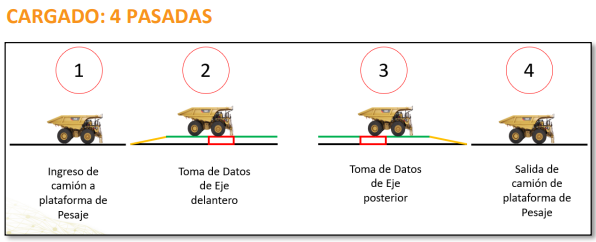 CARGADO: 4 PASADAS
1
2
3
4
Ingreso de
camión a
plataforma de
Pesaje
Toma de Datos
de Eje
delantero
Toma de Datos
de Eje
posterior
Salida de
camión de
plataforma de
Pesaje